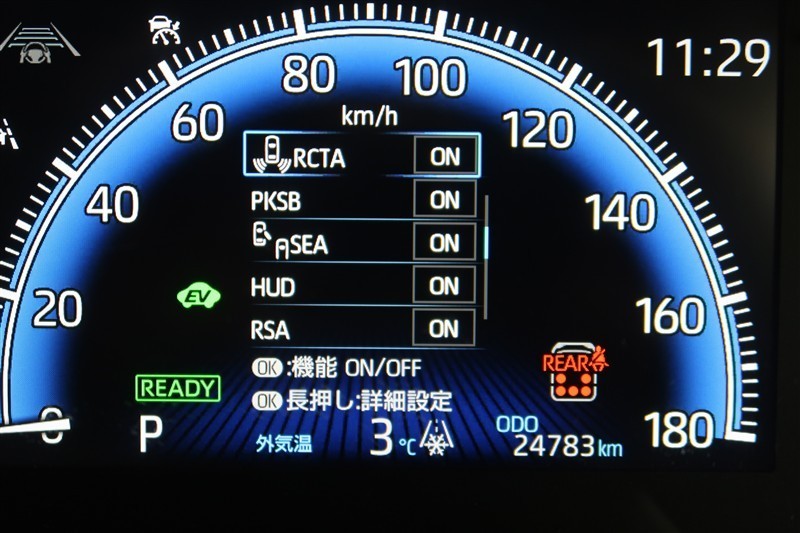 11:29
80 100
60 km/h 120
RCTA ON
40 PKSB ON 140
SEA ON
EV HUD ON
20 RSA ON 160
OK:機能 ON/OFF REAR
READY OK長押し:詳細設定
0 P 外気温 3℃ ODO 24783km 180